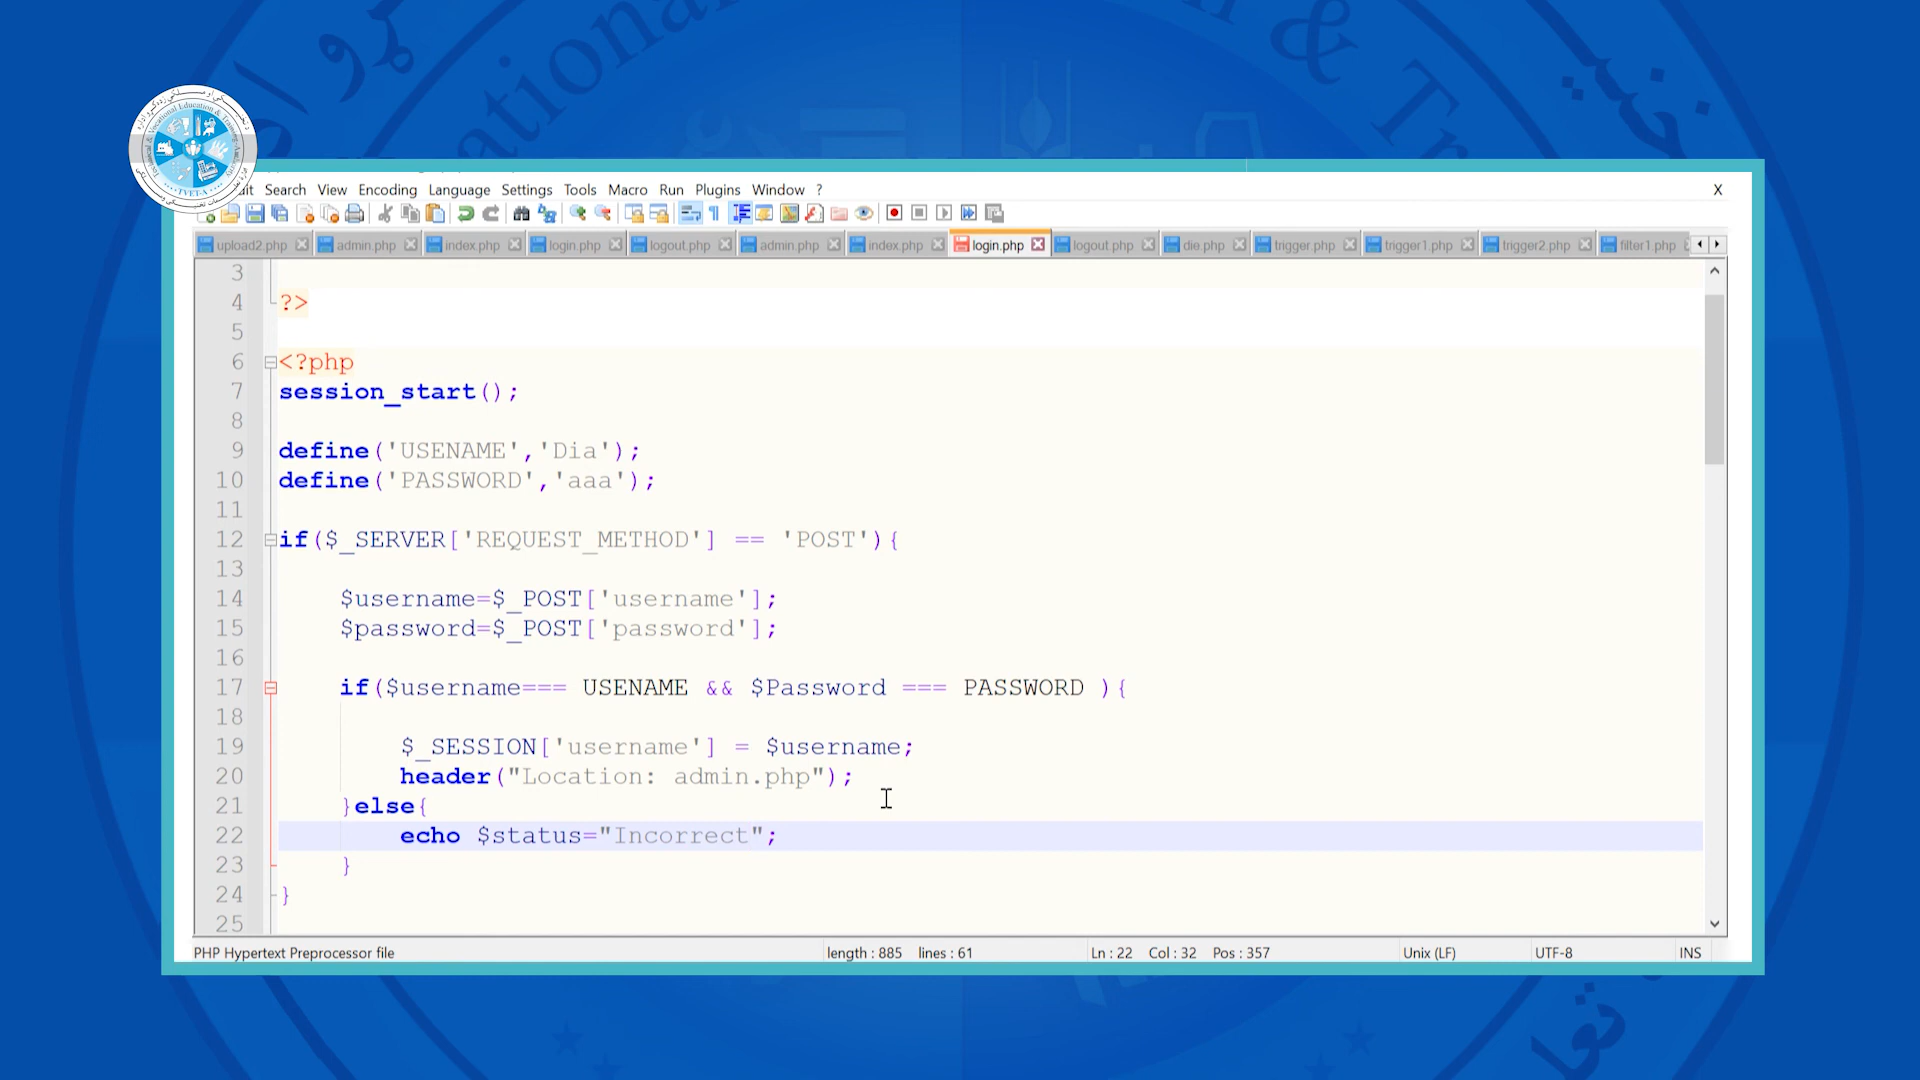 Search View Encoding Language Settings Tools Macro Run Plugins Window ? X
upload2.php admin.php index.php login.php logout.php admin.php index.php login.php logout.php die.php trigger.php trigger1.php trigger2.php filter1.php
3
4 ?>
5
6 <?php
7 session_start();
8
9 define('USENAME','Dia');
10 define('PASSWORD','aaa');
11
12 if($_SERVER['REQUEST_METHOD'] == 'POST'){
13
14 $username=$_POST['username'];
15 $password=$_POST['password'];
16
17 if($username=== USENAME && $Password === PASSWORD ){
18
19 $_SESSION['username'] = $username;
20 header("Location: admin.php");
21 }else{
22 echo $status="Incorrect";
23 }
24 }
25
PHP Hypertext Preprocessor file length : 885 lines : 61 Ln : 22 Col : 32 Pos : 357 Unix (LF) UTF-8 INS